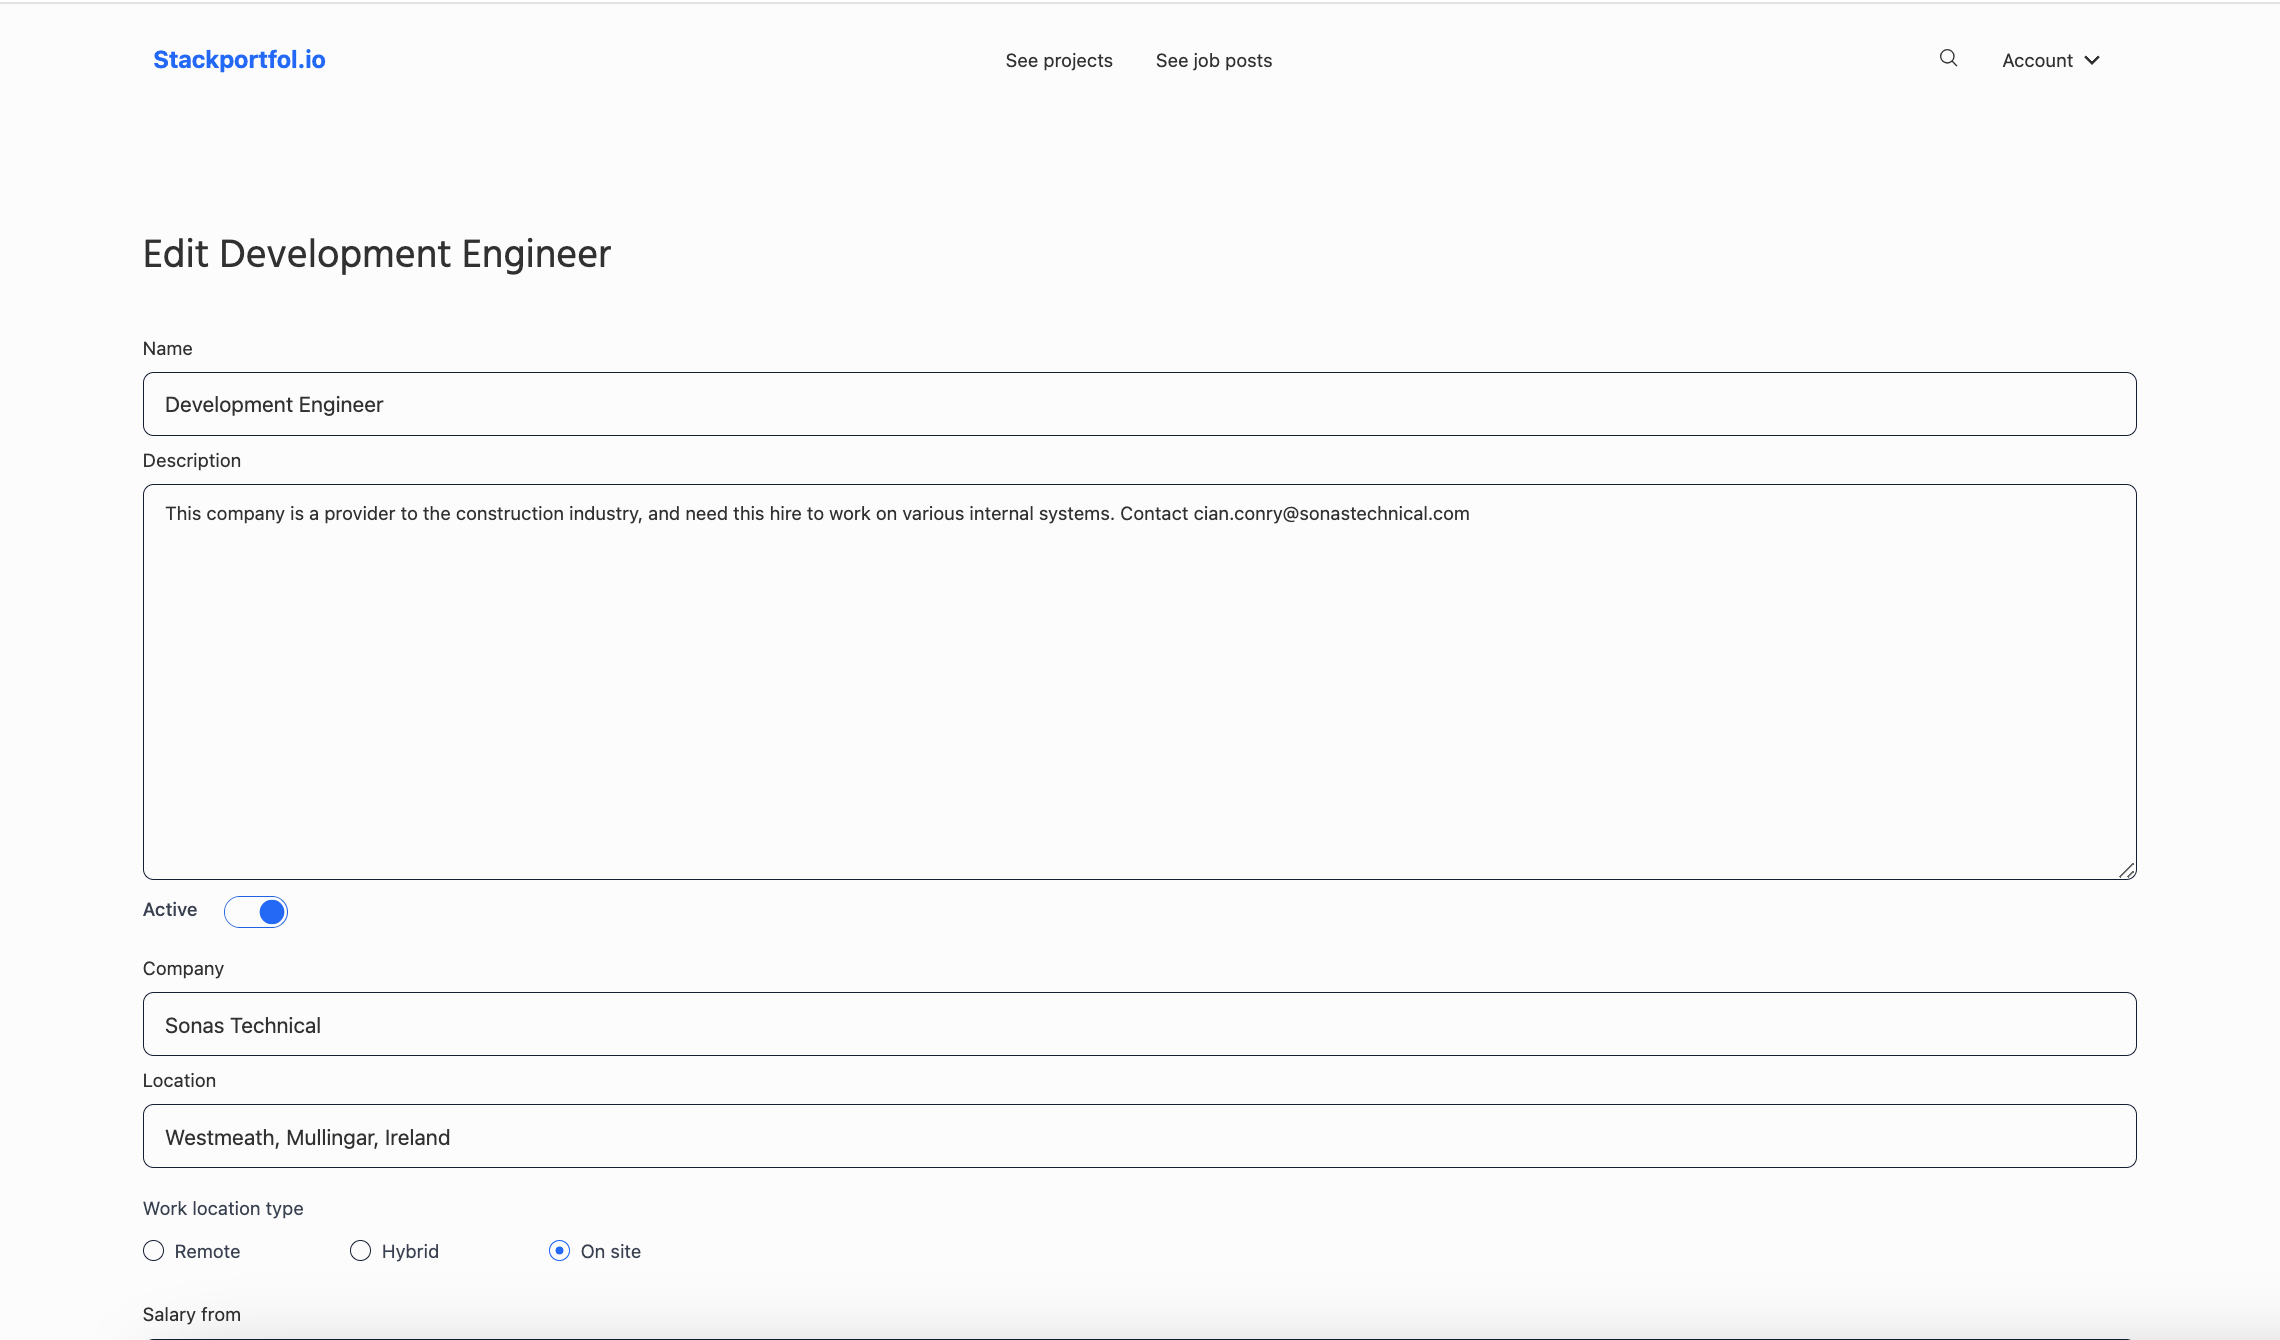 Stackportfol.io
See projects
See job posts
Account
Edit Development Engineer
Name
Development Engineer
Description
This company is a provider to the construction industry, and need this hire to work on various internal systems. Contact cian.conry@sonastechnical.com
Active
Company
Sonas Technical
Location
Westmeath, Mullingar, Ireland
Work location type
Remote
Hybrid
On site
Salary from